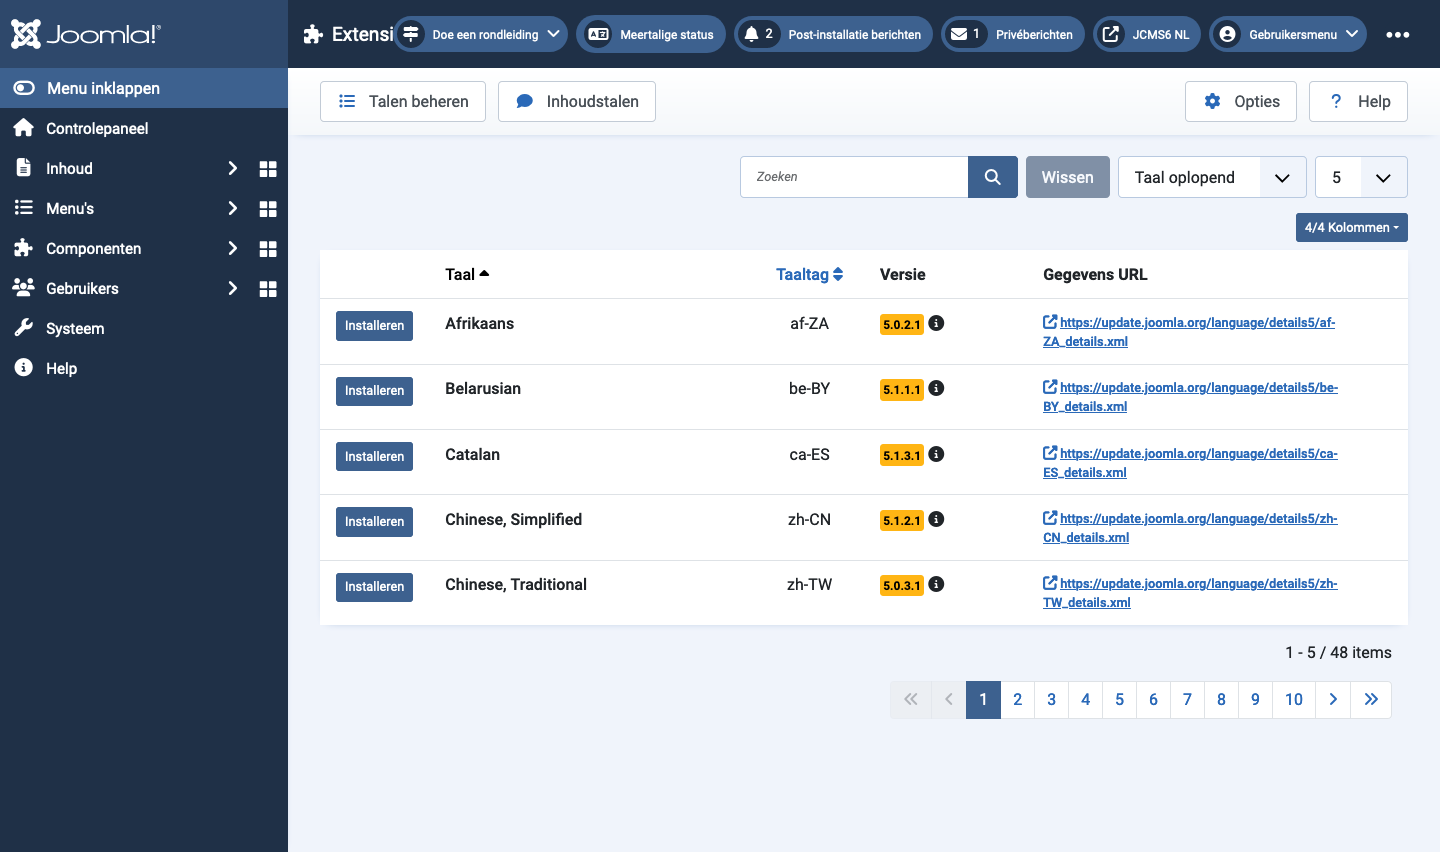 Joomla!®
Extensi
Doe een rondleiding
Meertalige status
2 Post-installatie berichten
1 Privéberichten
JCMS6 NL
Gebruikersmenu
Menu inklappen
Controlepaneel
Inhoud
Menu's
Componenten
Gebruikers
Systeem
Help
Talen beheren
Inhoudstalen
Opties
? Help
Zoeken
Wissen
Taal oplopend
5
4/4 Kolommen
Taal Taaltag Versie Gegevens URL
Installeren Afrikaans af-ZA 5.0.2.1 https://update.joomla.org/language/details5/af-
ZA_details.xml
Installeren Belarusian be-BY 5.1.1.1 https://update.joomla.org/language/details5/be-
BY_details.xml
Installeren Catalan ca-ES 5.1.3.1 https://update.joomla.org/language/details5/ca-
ES_details.xml
Installeren Chinese, Simplified zh-CN 5.1.2.1 https://update.joomla.org/language/details5/zh-
CN_details.xml
Installeren Chinese, Traditional zh-TW 5.0.3.1 https://update.joomla.org/language/details5/zh-
TW_details.xml
1 - 5 / 48 items
1 2 3 4 5 6 7 8 9 10